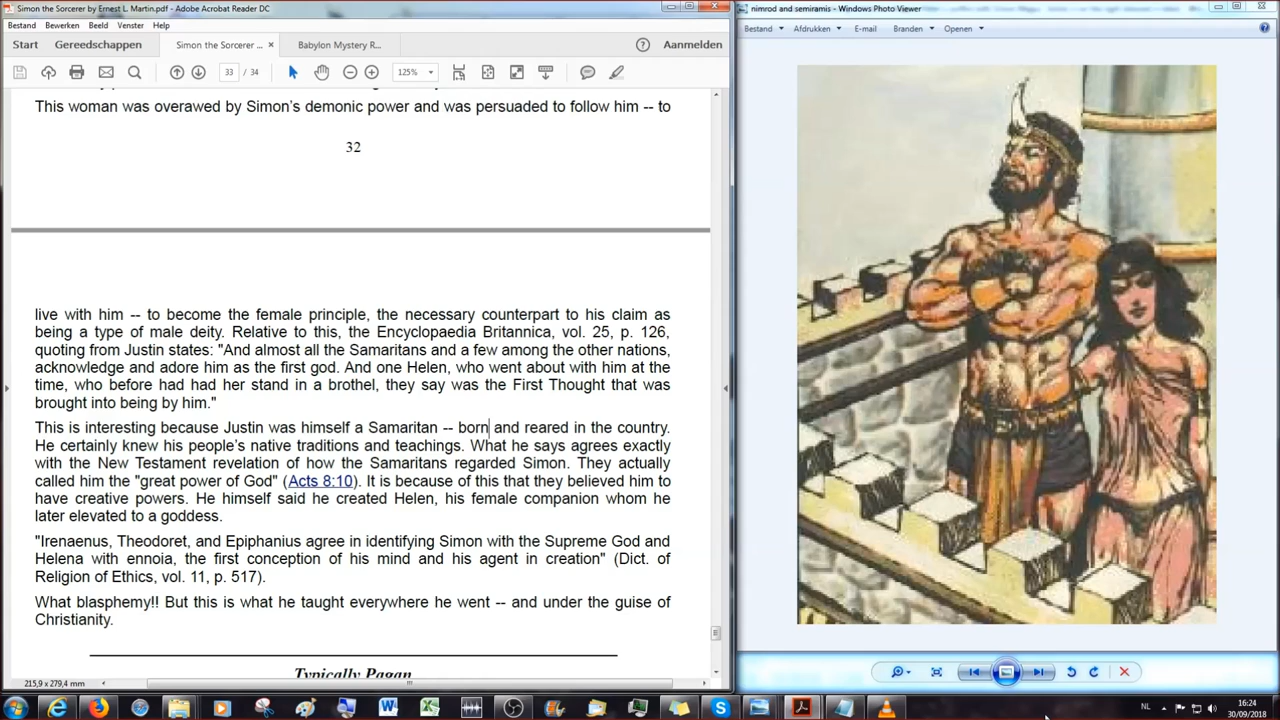 Simon the Sorcerer by Ernest L. Martin.pdf - Adobe Acrobat Reader DC
Bestand Bewerken Beeld Venster Help
Start Gereedschappen Simon the Sorcerer ... × Babylon Mystery R... Aanmelden
33 / 34 125%
This woman was overawed by Simon's demonic power and was persuaded to follow him -- to
32
live with him -- to become the female principle, the necessary counterpart to his claim as
being a type of male deity. Relative to this, the Encyclopaedia Britannica, vol. 25, p. 126,
quoting from Justin states: "And almost all the Samaritans and a few among the other nations,
acknowledge and adore him as the first god. And one Helen, who went about with him at the
time, who before had had her stand in a brothel, they say was the First Thought that was
brought into being by him."
This is interesting because Justin was himself a Samaritan -- born and reared in the country.
He certainly knew his people's native traditions and teachings. What he says agrees exactly
with the New Testament revelation of how the Samaritans regarded Simon. They actually
called him the "great power of God" (Acts 8:10). It is because of this that they believed him to
have creative powers. He himself said he created Helen, his female companion whom he
later elevated to a goddess.
"Irenaeus, Theodoret, and Epiphanius agree in identifying Simon with the Supreme God and
Helena with ennoia, the first conception of his mind and his agent in creation" (Dict. of
Religion of Ethics, vol. 11, p. 517).
What blasphemy!! But this is what he taught everywhere he went -- and under the guise of
Christianity.
Typically Pagan
215,9 x 279,4 mm
nimrod and semiramis - Windows Photo Viewer
Bestand Afdrukken E-mail Branden Openen
NL 16:24
30/09/2018